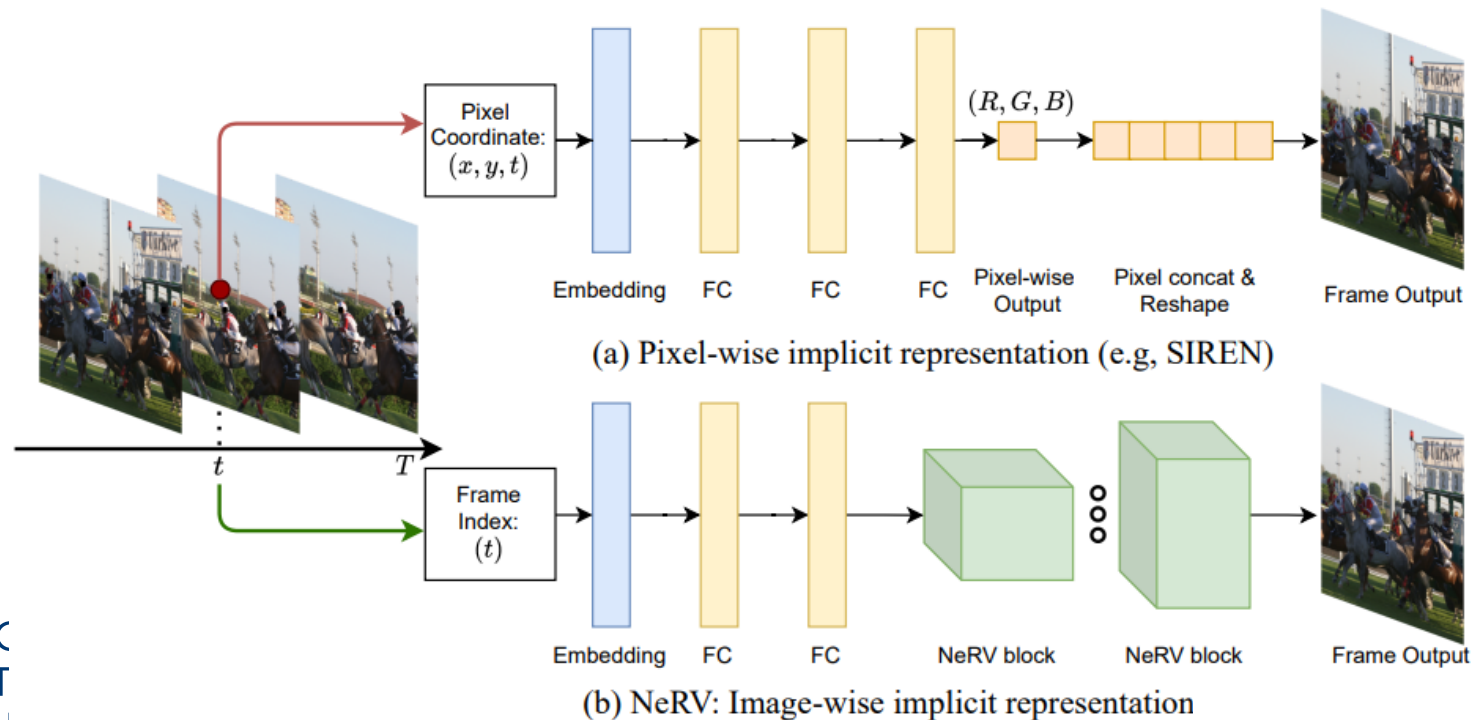 Pixel
Coordinate:
(x, y, t)
(R, G, B)
Embedding
FC
FC
FC
Pixel-wise
Output
Pixel concat &
Reshape
Frame Output
(a) Pixel-wise implicit representation (e.g, SIREN)
t
T
Frame
Index:
(t)
Embedding
FC
FC
NeRV block
NeRV block
Frame Output
(b) NeRV: Image-wise implicit representation